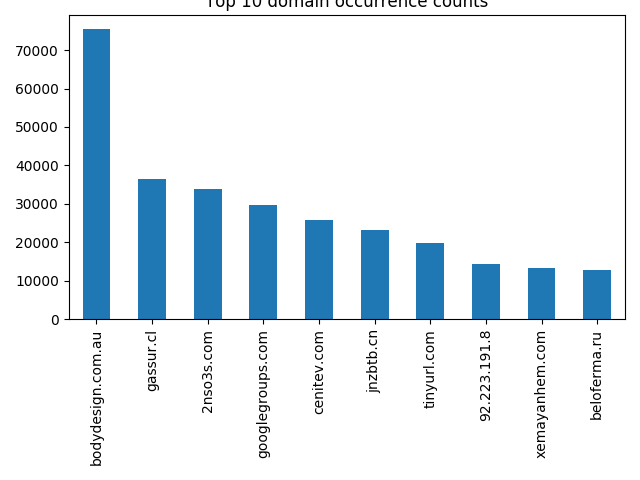 Top 10 domain occurrence counts
70000
60000
50000
40000
30000
20000
10000
0
bodydesign.com.au
gassur.cl
2nso3s.com
googlegroups.com
cenitev.com
jnzbtb.cn
tinyurl.com
92.223.191.8
xemayanhem.com
beloferma.ru